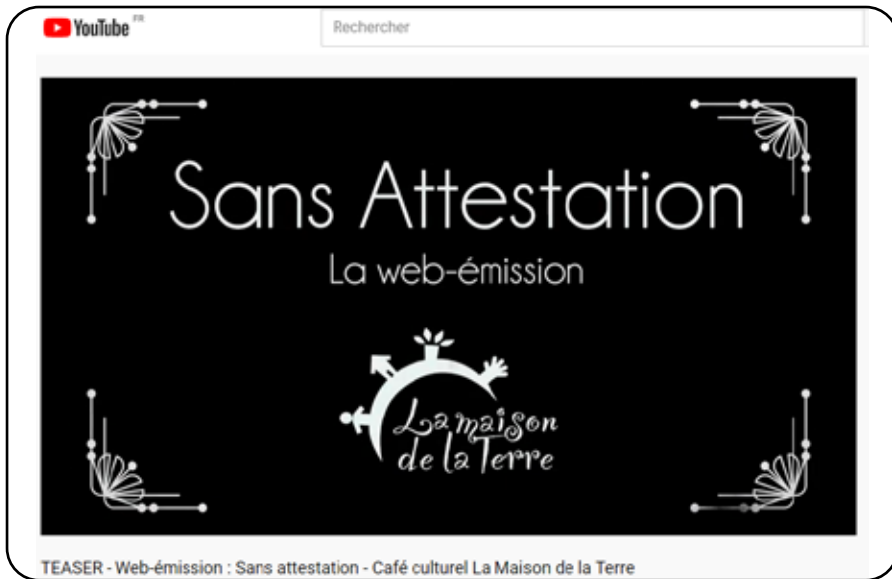 YouTube FR
Rechercher
Sans Attestation
La web-émission
La maison
de la Terre
TEASER - Web-émission : Sans attestation - Café culturel La Maison de la Terre